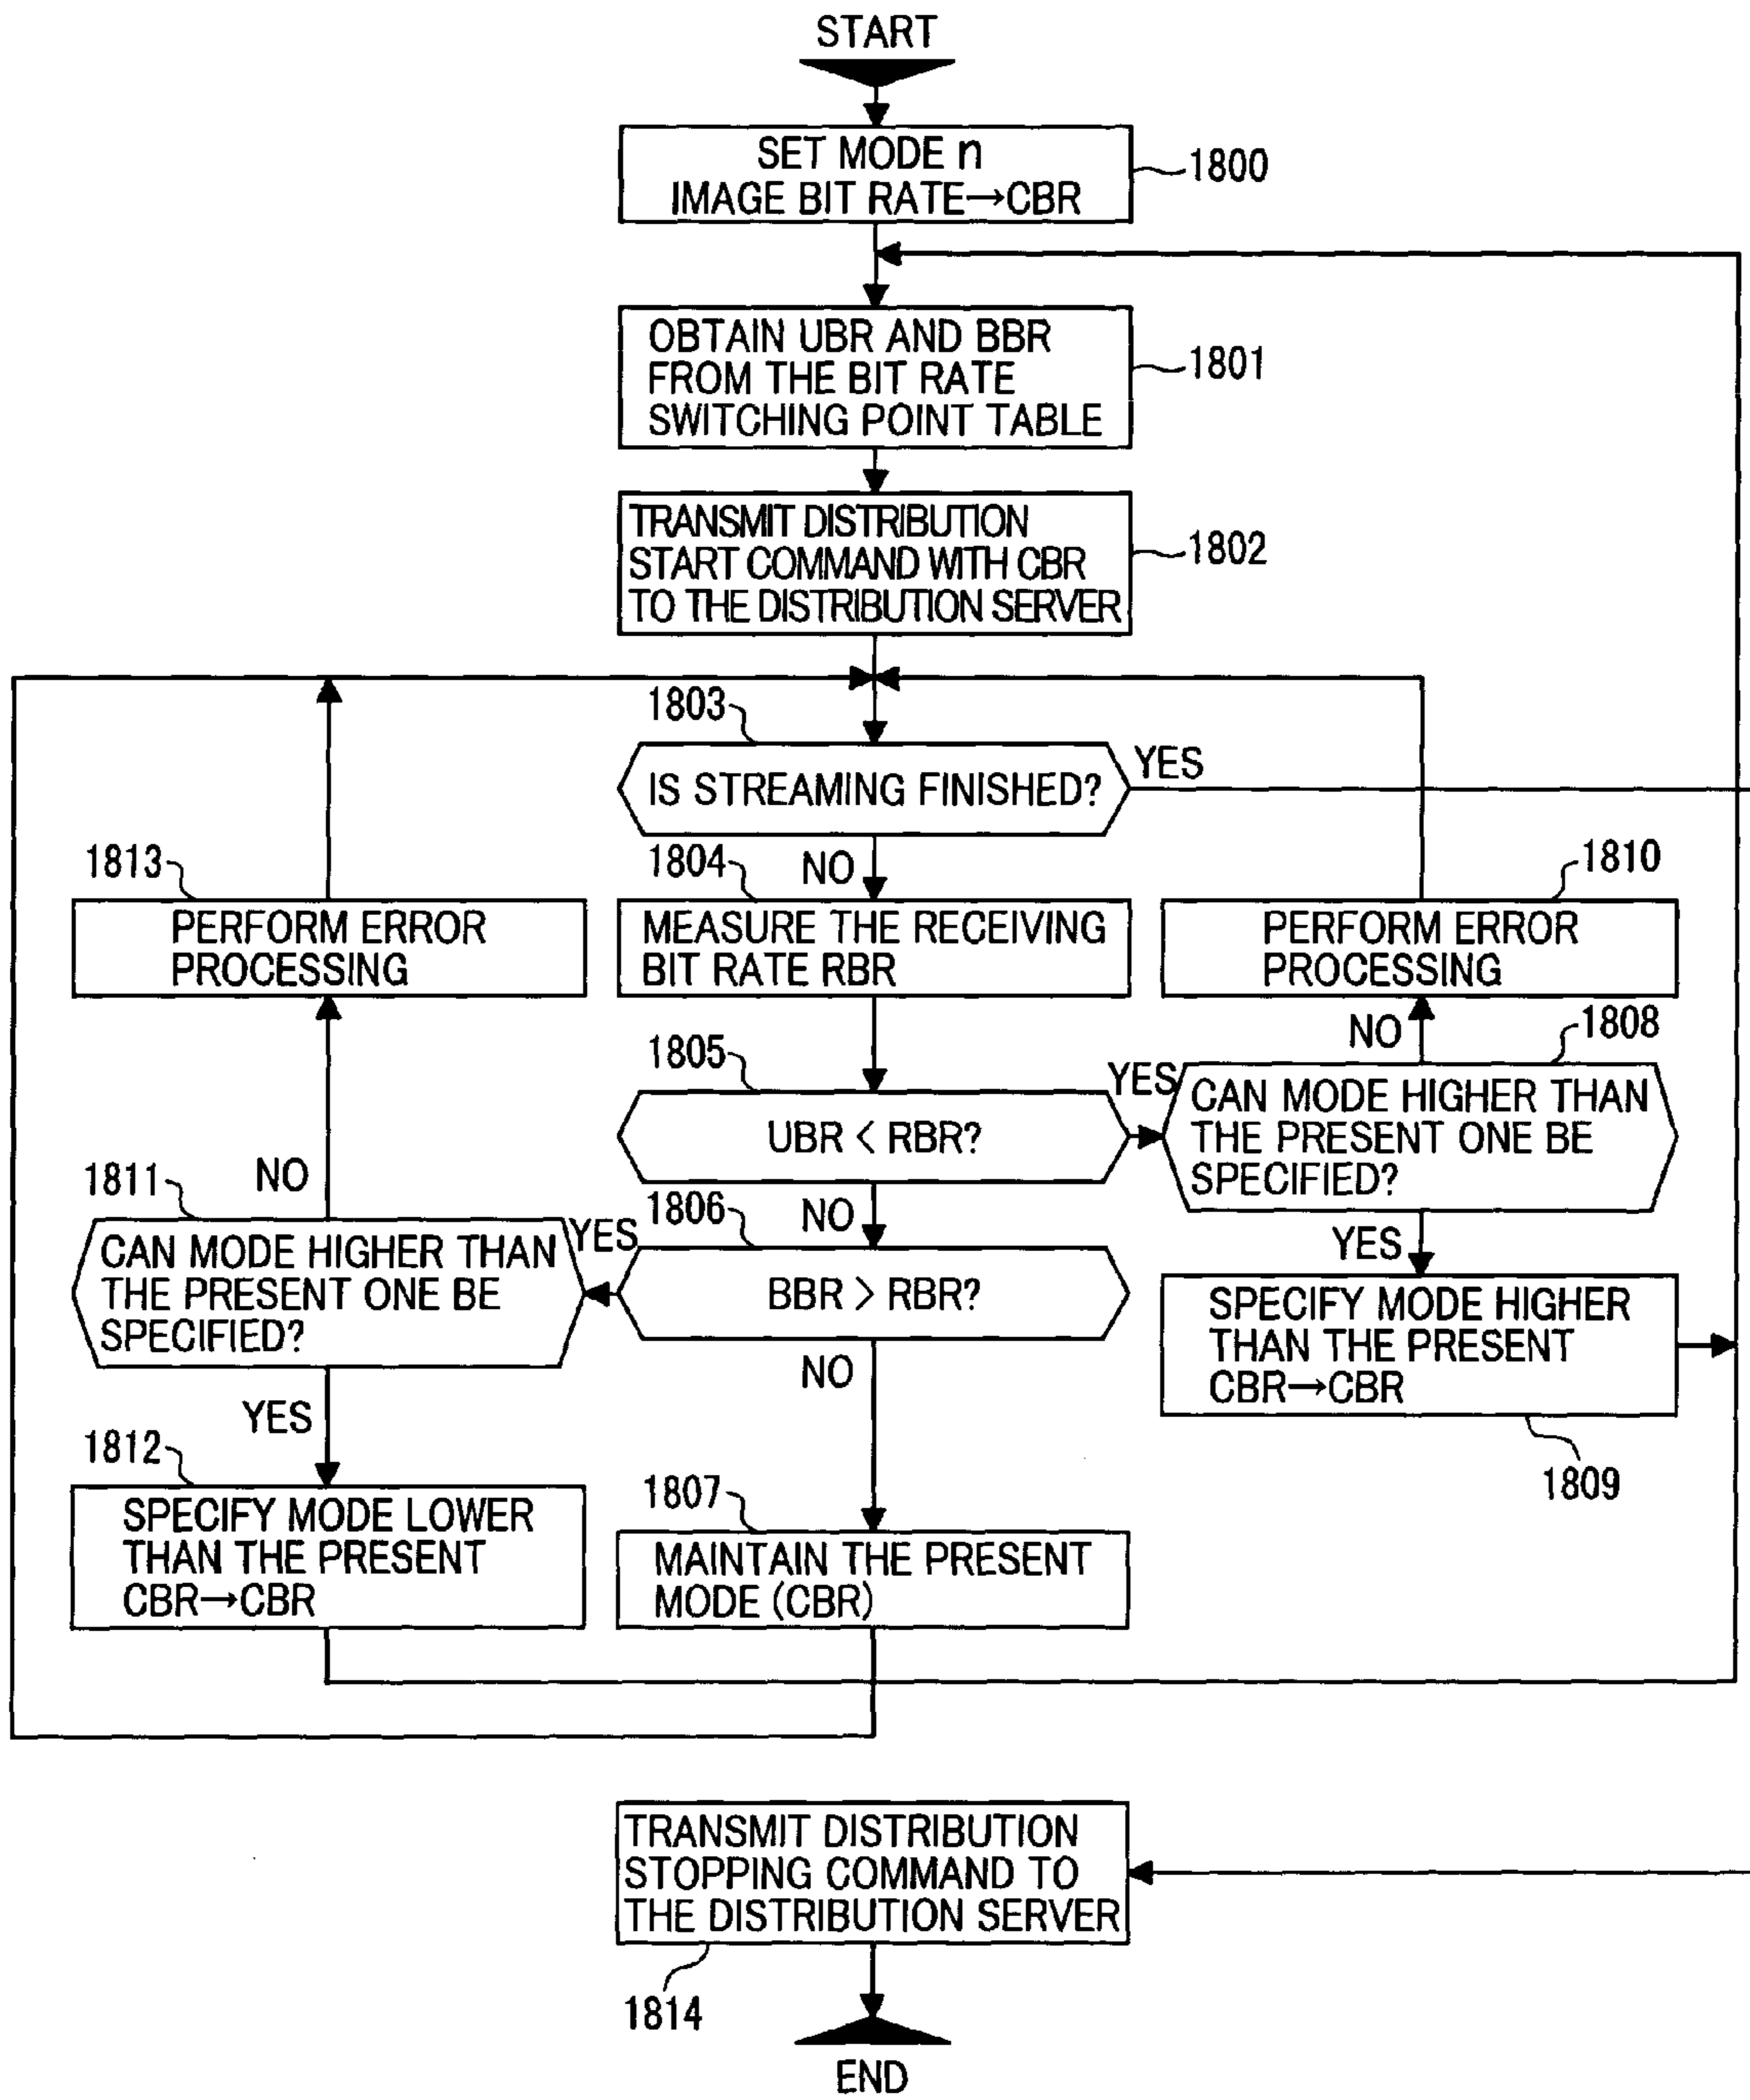 START
SET MODE n
IMAGE BIT RATE→CBR
1800
OBTAIN UBR AND BBR
FROM THE BIT RATE
SWITCHING POINT TABLE
1801
TRANSMIT DISTRIBUTION
START COMMAND WITH CBR
TO THE DISTRIBUTION SERVER
1802
1803
IS STREAMING FINISHED?
YES
NO
1813
PERFORM ERROR
PROCESSING
1804
MEASURE THE RECEIVING
BIT RATE RBR
1810
PERFORM ERROR
PROCESSING
1805
UBR < RBR?
YES
NO
NO
1808
CAN MODE HIGHER THAN
THE PRESENT ONE BE
SPECIFIED?
YES
1811
NO
CAN MODE HIGHER THAN
THE PRESENT ONE BE
SPECIFIED?
YES
1806
BBR > RBR?
YES
NO
SPECIFY MODE HIGHER
THAN THE PRESENT
CBR→CBR
1809
1812
SPECIFY MODE LOWER
THAN THE PRESENT
CBR→CBR
1807
MAINTAIN THE PRESENT
MODE (CBR)
TRANSMIT DISTRIBUTION
STOPPING COMMAND TO
THE DISTRIBUTION SERVER
1814
END